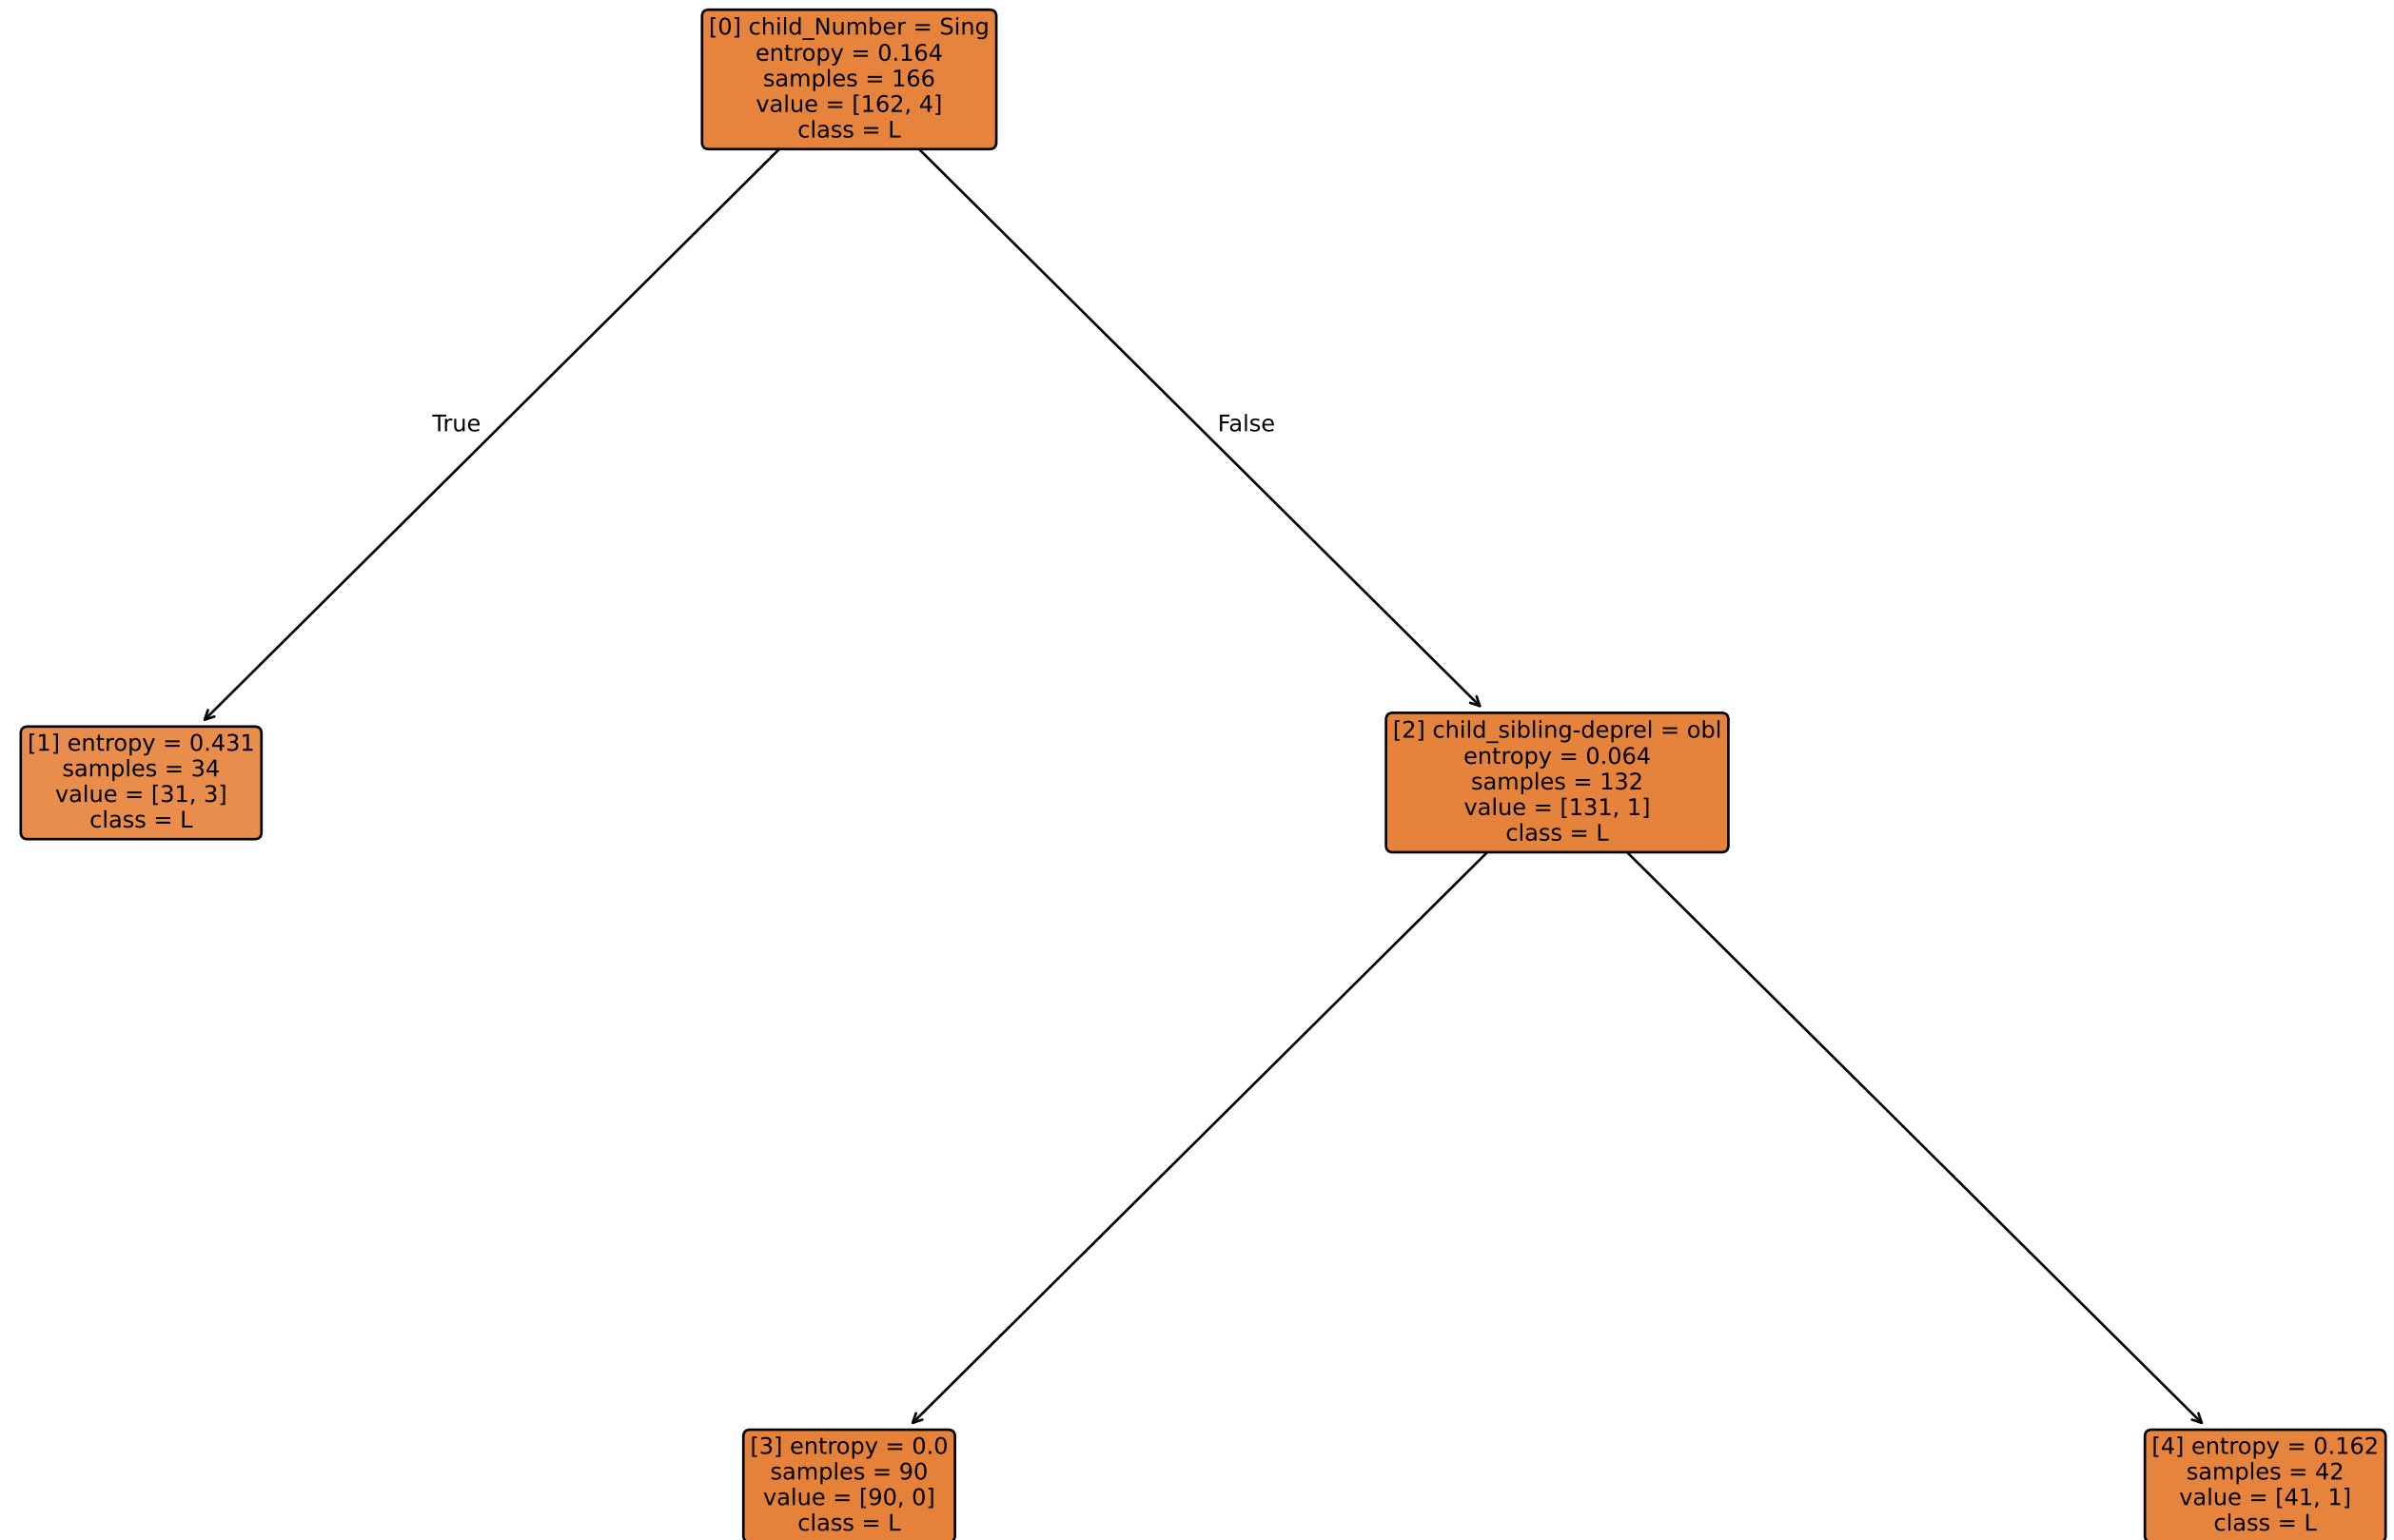 [0] child_Number = Sing
entropy = 0.164
samples = 166
value = [162, 4]
class = L
True
False
[1] entropy = 0.431
samples = 34
value = [31, 3]
class = L
[2] child_sibling-deprel = obl
entropy = 0.064
samples = 132
value = [131, 1]
class = L
[3] entropy = 0.0
samples = 90
value = [90, 0]
class = L
[4] entropy = 0.162
samples = 42
value = [41, 1]
class = L